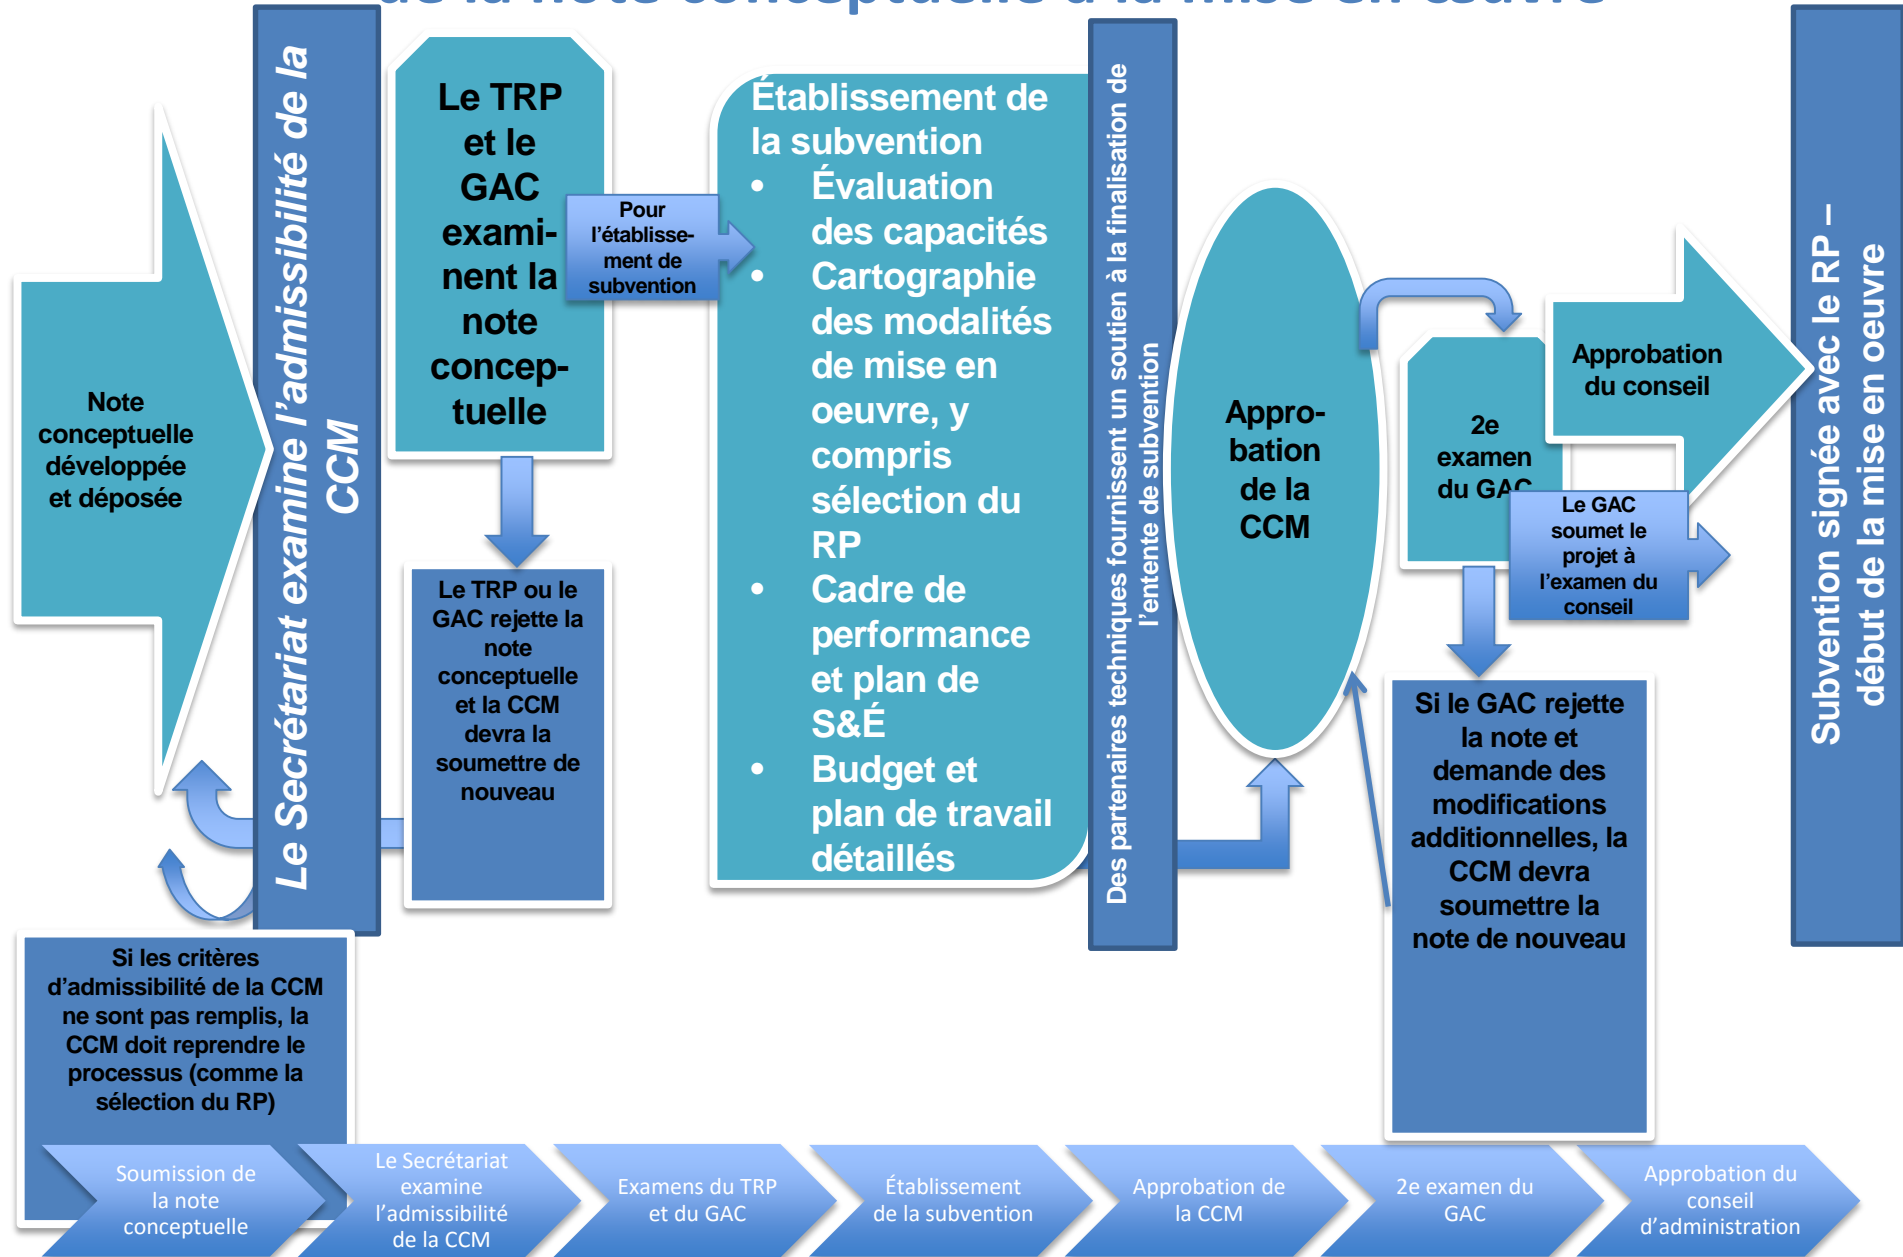 de la note conceptuelle à la mise en œuvre
Note
conceptuelle
développée
et déposée
Le Secrétariat examine l'admissibilité de la
CCM
Le TRP
et le
GAC
exami-
nent la
note
concep-
tuelle
Pour
l'établisse-
ment de
subvention
Le TRP ou le
GAC rejette la
note
conceptuelle
et la CCM
devra la
soumettre de
nouveau
Si les critères
d'admissibilité de la CCM
ne sont pas remplis, la
CCM doit reprendre le
processus (comme la
sélection du RP)
Établissement de
la subvention
• Évaluation
des capacités
• Cartographie
des modalités
de mise en
oeuvre, y
compris
sélection du
RP
• Cadre de
performance
et plan de
S&É
• Budget et
plan de travail
détaillés
Des partenaires techniques fournissent un soutien à la finalisation de
l'entente de subvention
Appro-
bation
de la
CCM
2e
examen
du GAC
Le GAC
soumet le
projet à
l'examen du
conseil
Approbation
du conseil
Si le GAC rejette
la note et
demande des
modifications
additionnelles, la
CCM devra
soumettre la
note de nouveau
Subvention signée avec le RP –
début de la mise en oeuvre
Soumission de
la note
conceptuelle
Le Secrétariat
examine
l'admissibilité
de la CCM
Examens du TRP
et du GAC
Établissement
de la subvention
Approbation de
la CCM
2e examen du
GAC
Approbation du
conseil
d'administration